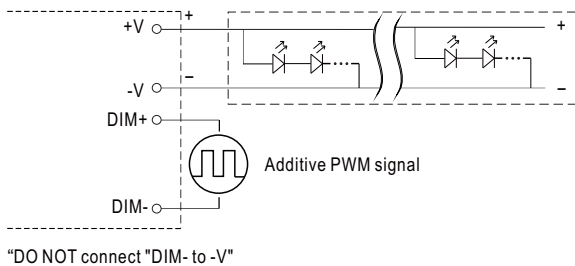 +V
+
+
-V
−
−
DIM+
Additive PWM signal
DIM-
“DO NOT connect "DIM- to -V"